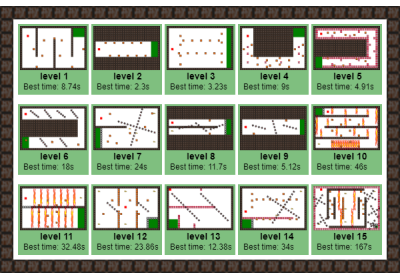 level 1
Best time: 8.74s
level 2
Best time: 2.3s
level 3
Best time: 3.23s
level 4
Best time: 9s
level 5
Best time: 4.91s
level 6
Best time: 18s
level 7
Best time: 24s
level 8
Best time: 11.7s
level 9
Best time: 5.12s
level 10
Best time: 46s
level 11
Best time: 32.48s
level 12
Best time: 23.86s
level 13
Best time: 12.38s
level 14
Best time: 34s
level 15
Best time: 167s